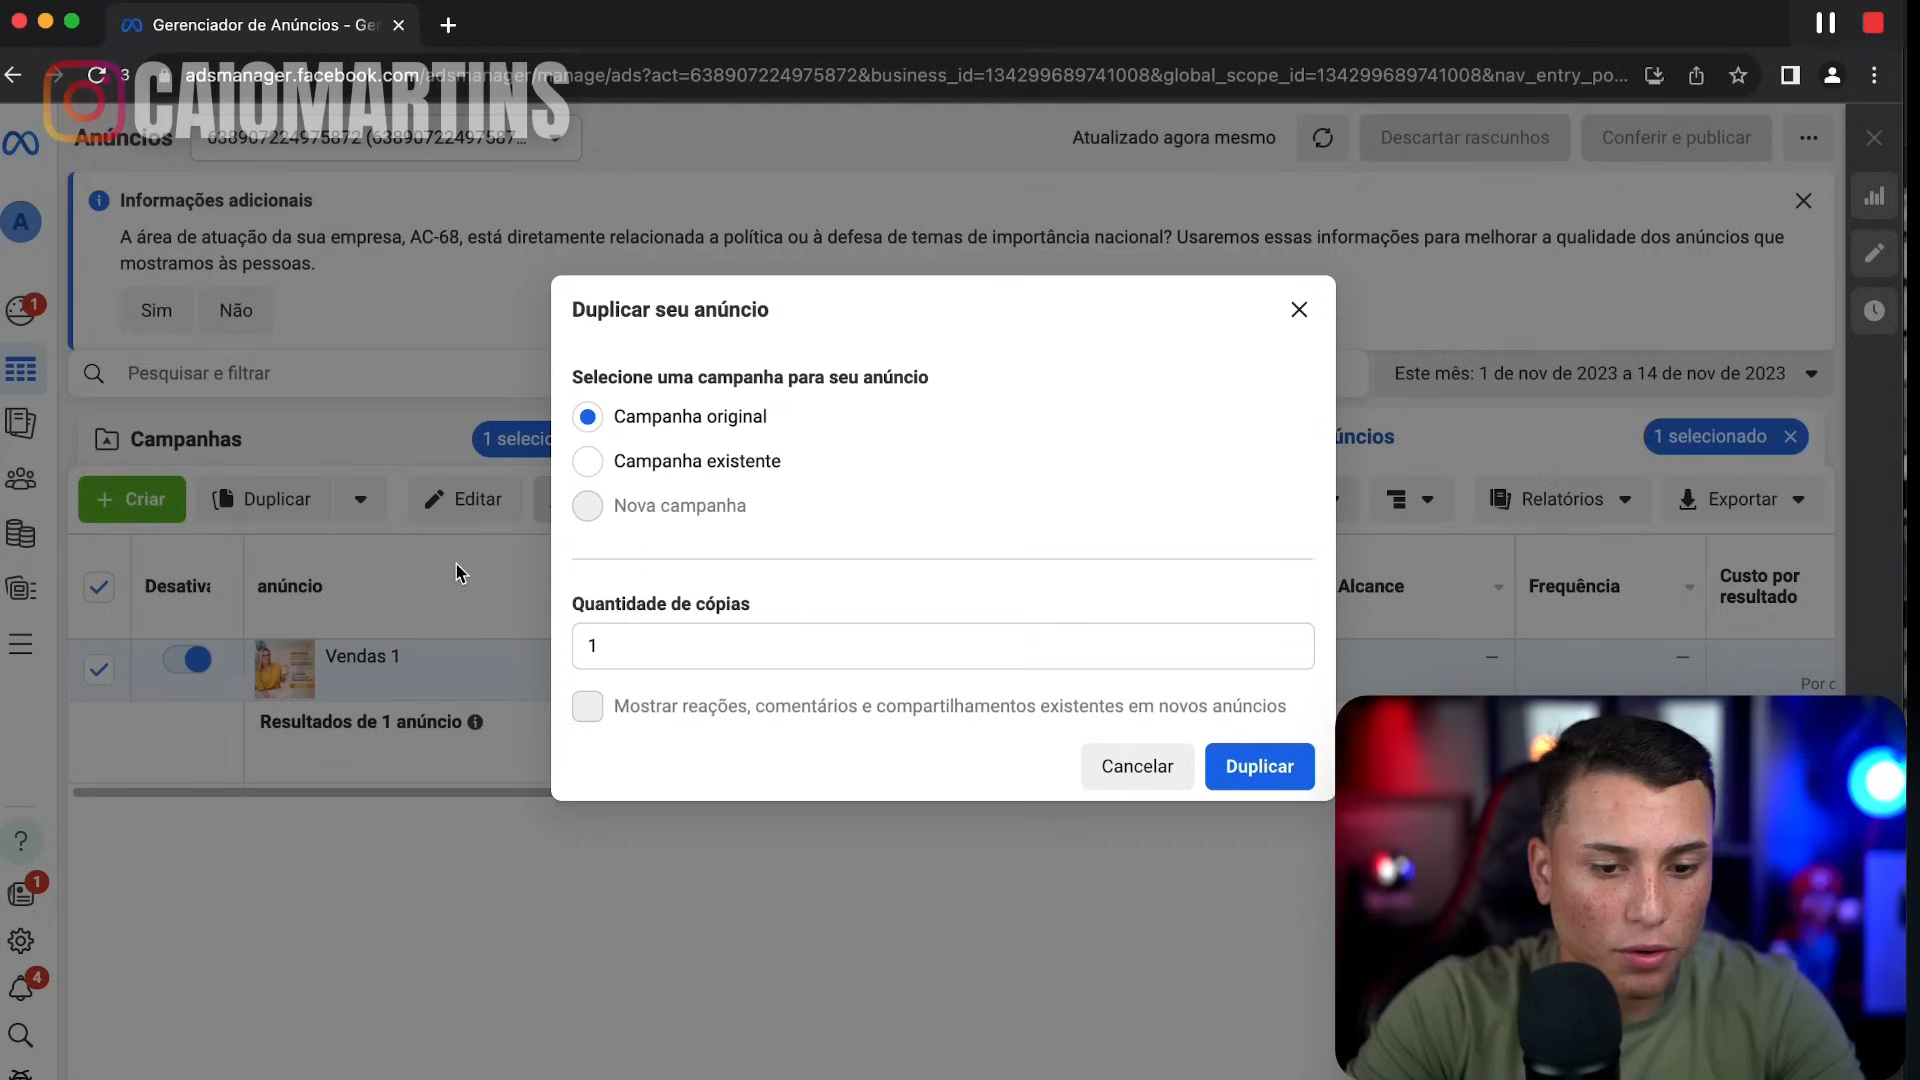 Gerenciador de Anúncios - Ger
3
adsmanager.facebook.com/adsmanager/manage/ads?act=638907224975872&business_id=134299689741008&global_scope_id=134299689741008&nav_entry_po...
CAIOMARTINS
Anúncios
638907224975872 (63890722497587...
Atualizado agora mesmo
Descartar rascunhos
Conferir e publicar
A
Informações adicionais
A área de atuação da sua empresa, AC-68, está diretamente relacionada a política ou à defesa de temas de importância nacional? Usaremos essas informações para melhorar a qualidade dos anúncios que
mostramos às pessoas.
Sim
Não
1
Pesquisar e filtrar
Este mês: 1 de nov de 2023 a 14 de nov de 2023
Campanhas
1 selecio
úncios
1 selecionado
+ Criar
Duplicar
Editar
Relatórios
Exportar
Desativa
anúncio
Alcance
Frequência
Custo por
resultado
Vendas 1
—
—
Por c
Resultados de 1 anúncio
Duplicar seu anúncio
Selecione uma campanha para seu anúncio
Campanha original
Campanha existente
Nova campanha
Quantidade de cópias
1
Mostrar reações, comentários e compartilhamentos existentes em novos anúncios
Cancelar
Duplicar
?
1
4